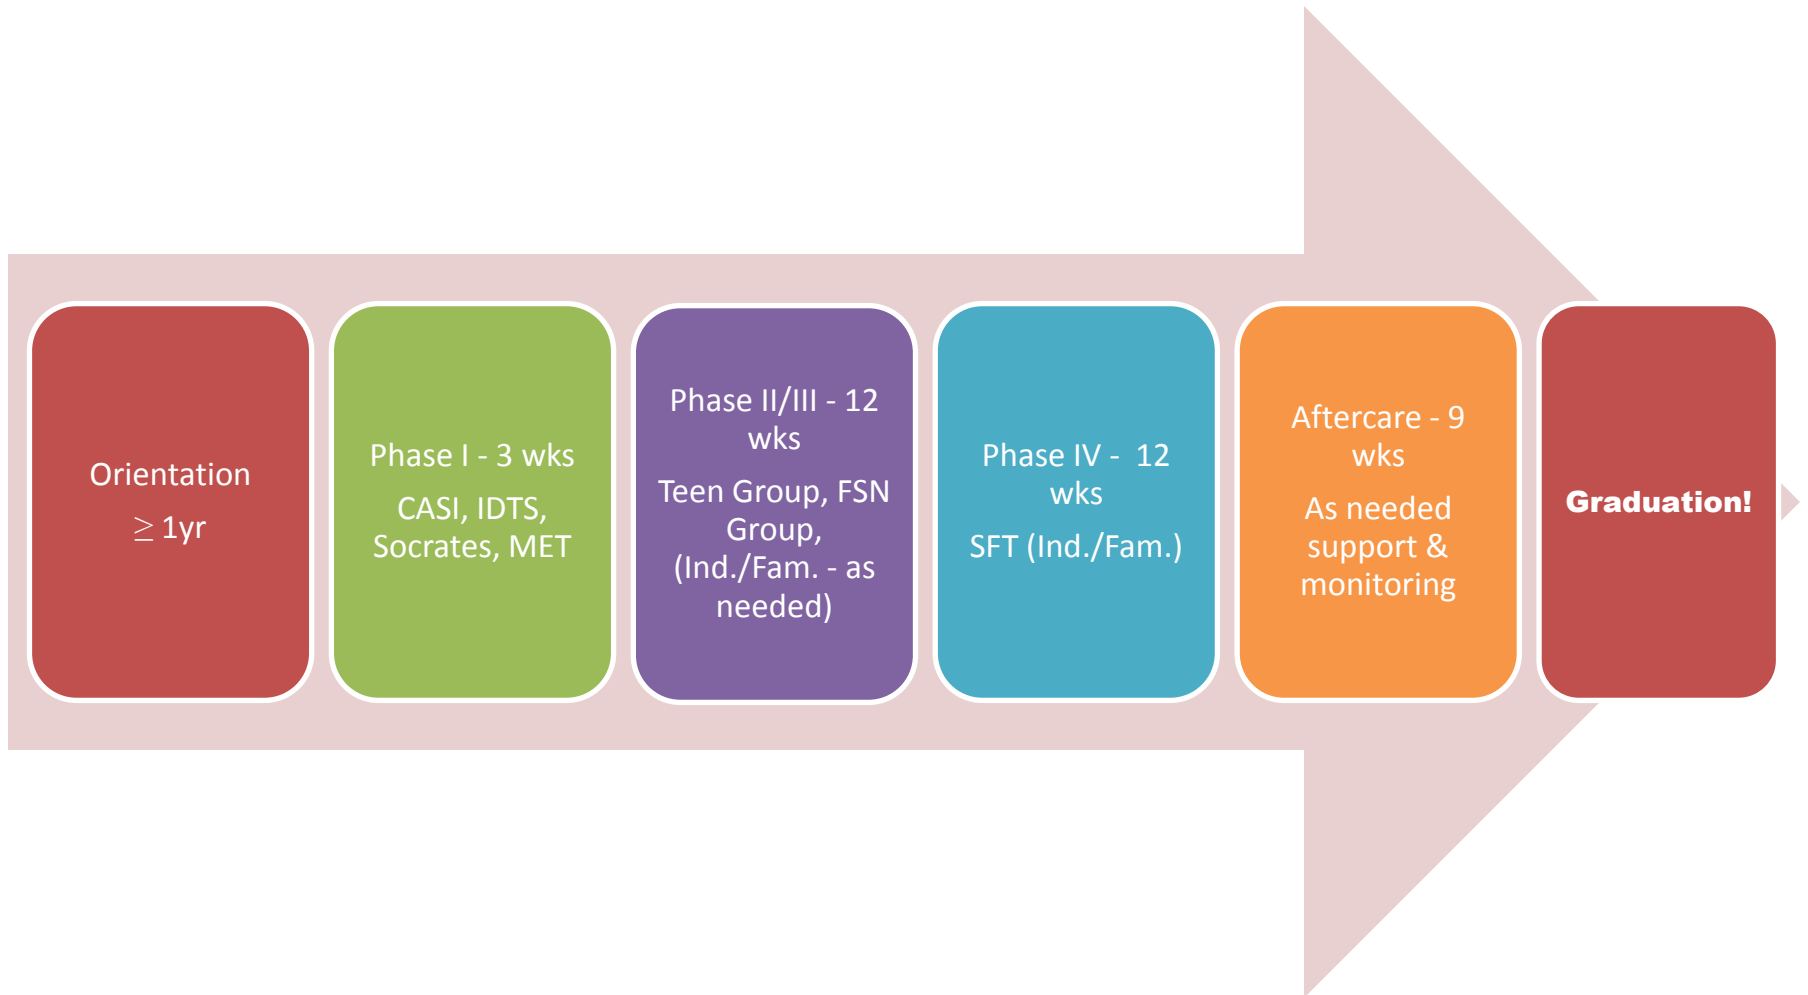 Orientation
≥ 1yr
Phase I - 3 wks
CASI, IDTS,
Socrates, MET
Phase II/III - 12
wks
Teen Group, FSN
Group,
(Ind./Fam. - as
needed)
Phase IV -  12
wks
SFT (Ind./Fam.)
Aftercare - 9
wks
As needed
support &
monitoring
Graduation!